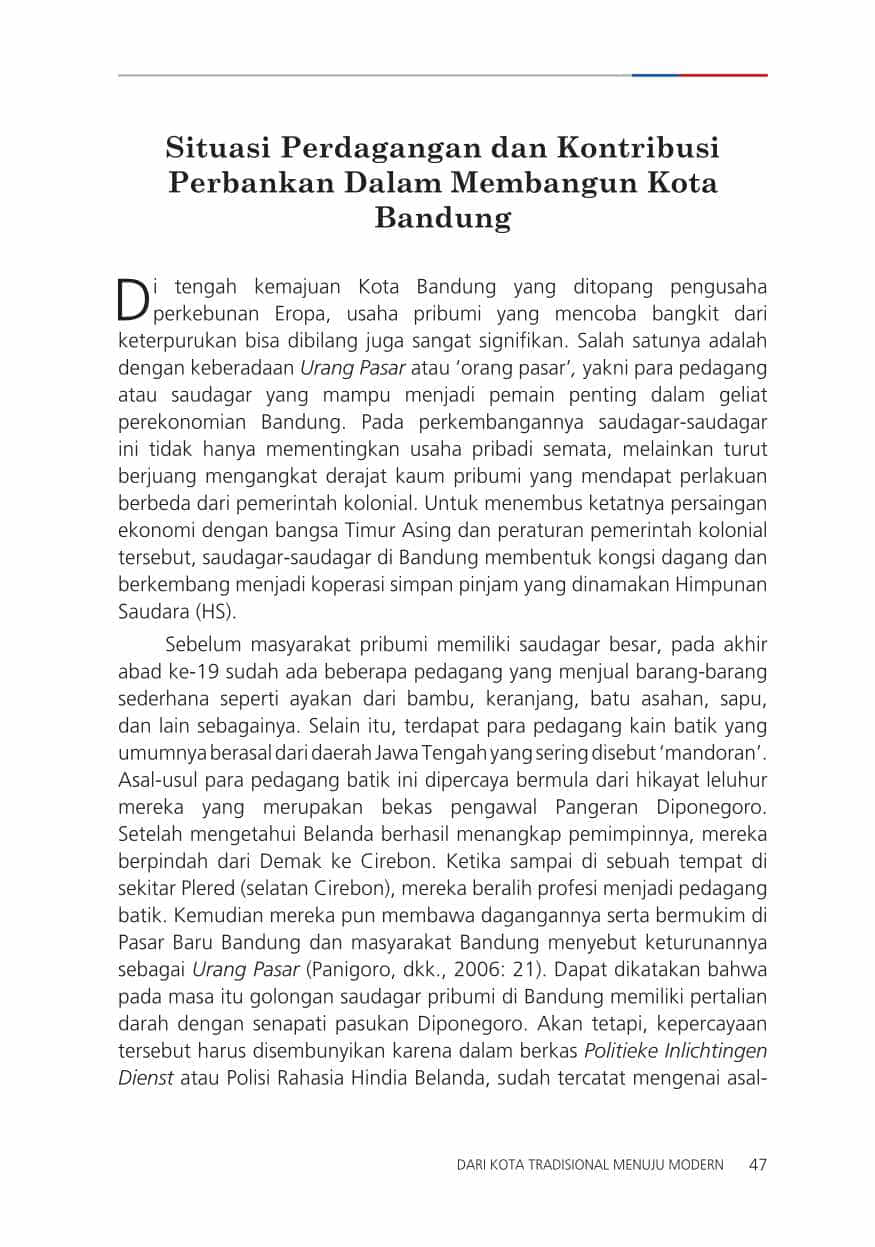 Situasi Perdagangan dan Kontribusi
Perbankan Dalam Membangun Kota
Bandung
Di tengah kemajuan Kota Bandung yang ditopang pengusaha
perkebunan Eropa, usaha pribumi yang mencoba bangkit dari
keterpurukan bisa dibilang juga sangat signifikan. Salah satunya adalah
dengan keberadaan Urang Pasar atau ‘orang pasar’, yakni para pedagang
atau saudagar yang mampu menjadi pemain penting dalam geliat
perekonomian Bandung. Pada perkembangannya saudagar-saudagar
ini tidak hanya mementingkan usaha pribadi semata, melainkan turut
berjuang mengangkat derajat kaum pribumi yang mendapat perlakuan
berbeda dari pemerintah kolonial. Untuk menembus ketatnya persaingan
ekonomi dengan bangsa Timur Asing dan peraturan pemerintah kolonial
tersebut, saudagar-saudagar di Bandung membentuk kongsi dagang dan
berkembang menjadi koperasi simpan pinjam yang dinamakan Himpunan
Saudara (HS).
Sebelum masyarakat pribumi memiliki saudagar besar, pada akhir
abad ke-19 sudah ada beberapa pedagang yang menjual barang-barang
sederhana seperti ayakan dari bambu, keranjang, batu asahan, sapu,
dan lain sebagainya. Selain itu, terdapat para pedagang kain batik yang
umumnya berasal dari daerah Jawa Tengah yang sering disebut ‘mandoran’.
Asal-usul para pedagang batik ini dipercaya bermula dari hikayat leluhur
mereka yang merupakan bekas pengawal Pangeran Diponegoro.
Setelah mengetahui Belanda berhasil menangkap pemimpinnya, mereka
berpindah dari Demak ke Cirebon. Ketika sampai di sebuah tempat di
sekitar Plered (selatan Cirebon), mereka beralih profesi menjadi pedagang
batik. Kemudian mereka pun membawa dagangannya serta bermukim di
Pasar Baru Bandung dan masyarakat Bandung menyebut keturunannya
sebagai Urang Pasar (Panigoro, dkk., 2006: 21). Dapat dikatakan bahwa
pada masa itu golongan saudagar pribumi di Bandung memiliki pertalian
darah dengan senapati pasukan Diponegoro. Akan tetapi, kepercayaan
tersebut harus disembunyikan karena dalam berkas Politieke Inlichtingen
Dienst atau Polisi Rahasia Hindia Belanda, sudah tercatat mengenai asal-
DARI KOTA TRADISIONAL MENUJU MODERN 47